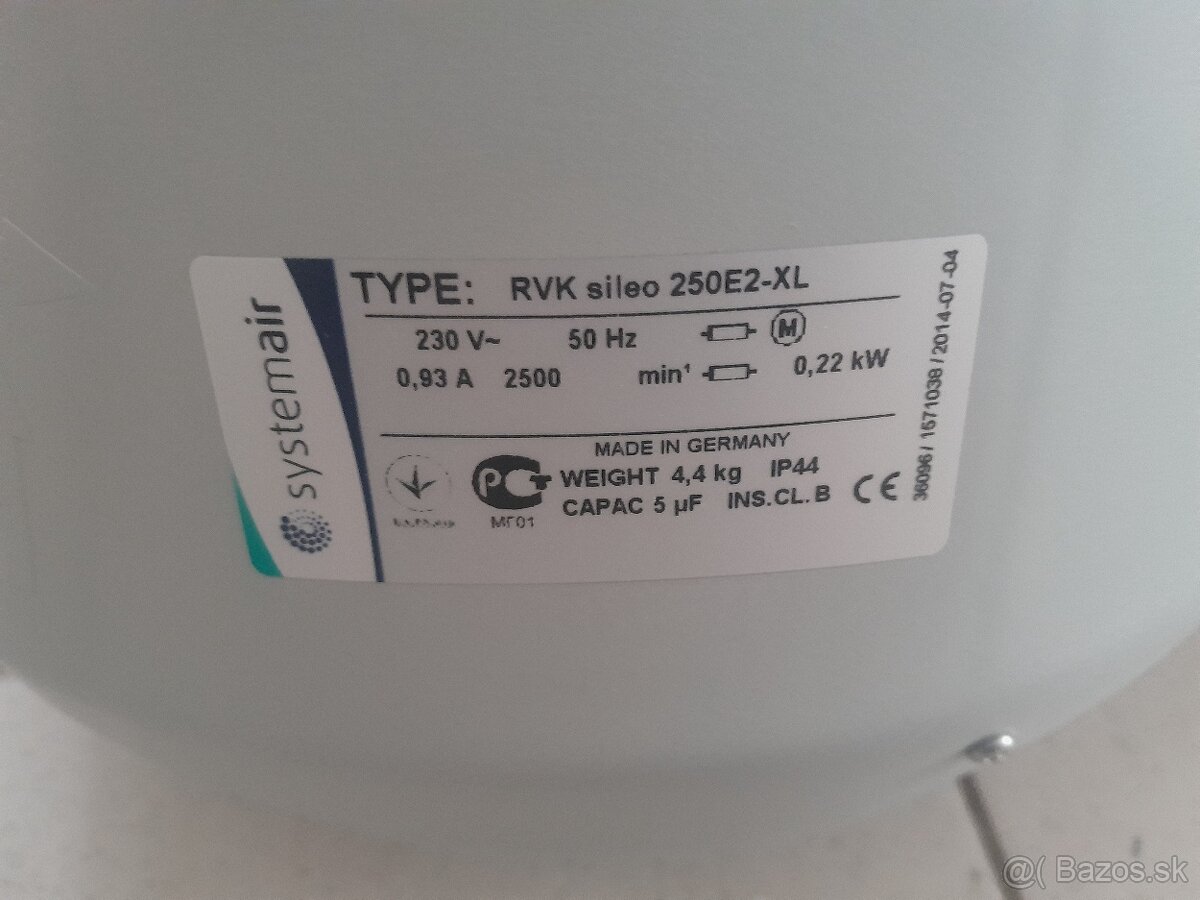 systemair
TYPE: RVK sileo 250E2-XL
230 V~ 50 Hz M
0,93 A 2500 min¹ 0,22 kW
MADE IN GERMANY
WEIGHT 4,4 kg IP44
CAPAC 5 µF INS.CL.B CE
РСТ
МГ01
36096 / 1571038 / 2014-07-04
@( Bazos.sk